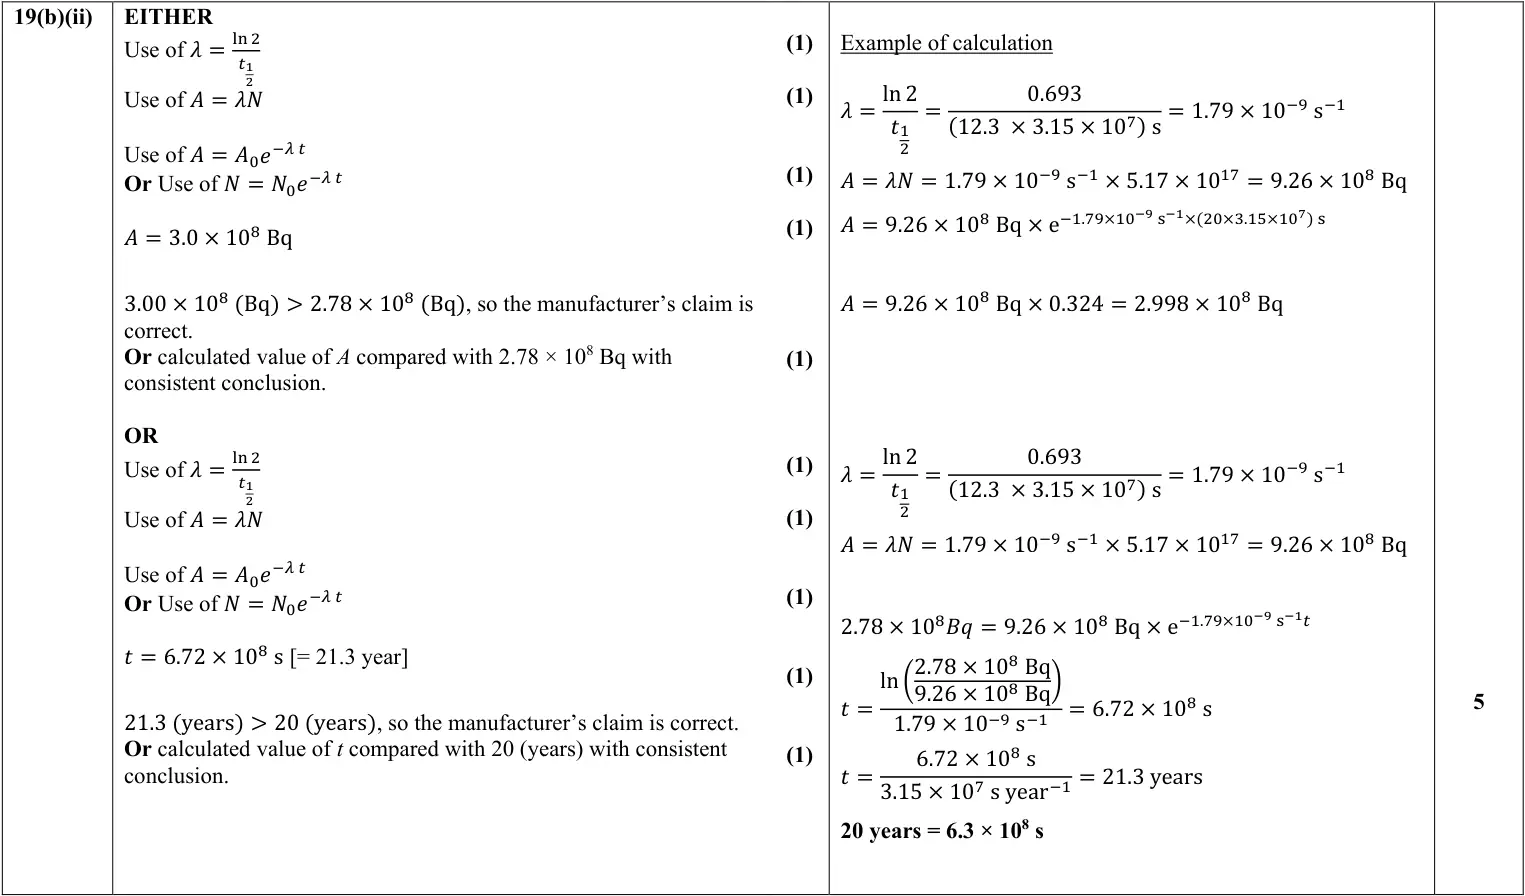 19(b)(ii)
EITHER
Use of λ = ln 2 / t½ (1)
Use of A = λN (1)
Use of A = A₀e^(−λ t)
Or Use of N = N₀e^(−λ t) (1)
A = 3.0 × 10⁸ Bq (1)
3.00 × 10⁸ (Bq) > 2.78 × 10⁸ (Bq), so the manufacturer’s claim is
correct.
Or calculated value of A compared with 2.78 × 10⁸ Bq with (1)
consistent conclusion.
OR
Use of λ = ln 2 / t½ (1)
Use of A = λN (1)
Use of A = A₀e^(−λ t)
Or Use of N = N₀e^(−λ t) (1)
t = 6.72 × 10⁸ s [= 21.3 year] (1)
21.3 (years) > 20 (years), so the manufacturer’s claim is correct.
Or calculated value of t compared with 20 (years) with consistent (1)
conclusion.
Example of calculation
λ = ln 2 / t½ = 0.693 / (12.3 × 3.15 × 10⁷) s = 1.79 × 10⁻⁹ s⁻¹
A = λN = 1.79 × 10⁻⁹ s⁻¹ × 5.17 × 10¹⁷ = 9.26 × 10⁸ Bq
A = 9.26 × 10⁸ Bq × e^(−1.79×10⁻⁹ s⁻¹×(20×3.15×10⁷) s)
A = 9.26 × 10⁸ Bq × 0.324 = 2.998 × 10⁸ Bq
λ = ln 2 / t½ = 0.693 / (12.3 × 3.15 × 10⁷) s = 1.79 × 10⁻⁹ s⁻¹
A = λN = 1.79 × 10⁻⁹ s⁻¹ × 5.17 × 10¹⁷ = 9.26 × 10⁸ Bq
2.78 × 10⁸Bq = 9.26 × 10⁸ Bq × e^(−1.79×10⁻⁹ s⁻¹t)
t = ln (2.78 × 10⁸ Bq / 9.26 × 10⁸ Bq) / 1.79 × 10⁻⁹ s⁻¹ = 6.72 × 10⁸ s
t = 6.72 × 10⁸ s / 3.15 × 10⁷ s year⁻¹ = 21.3 years
20 years = 6.3 × 10⁸ s
5